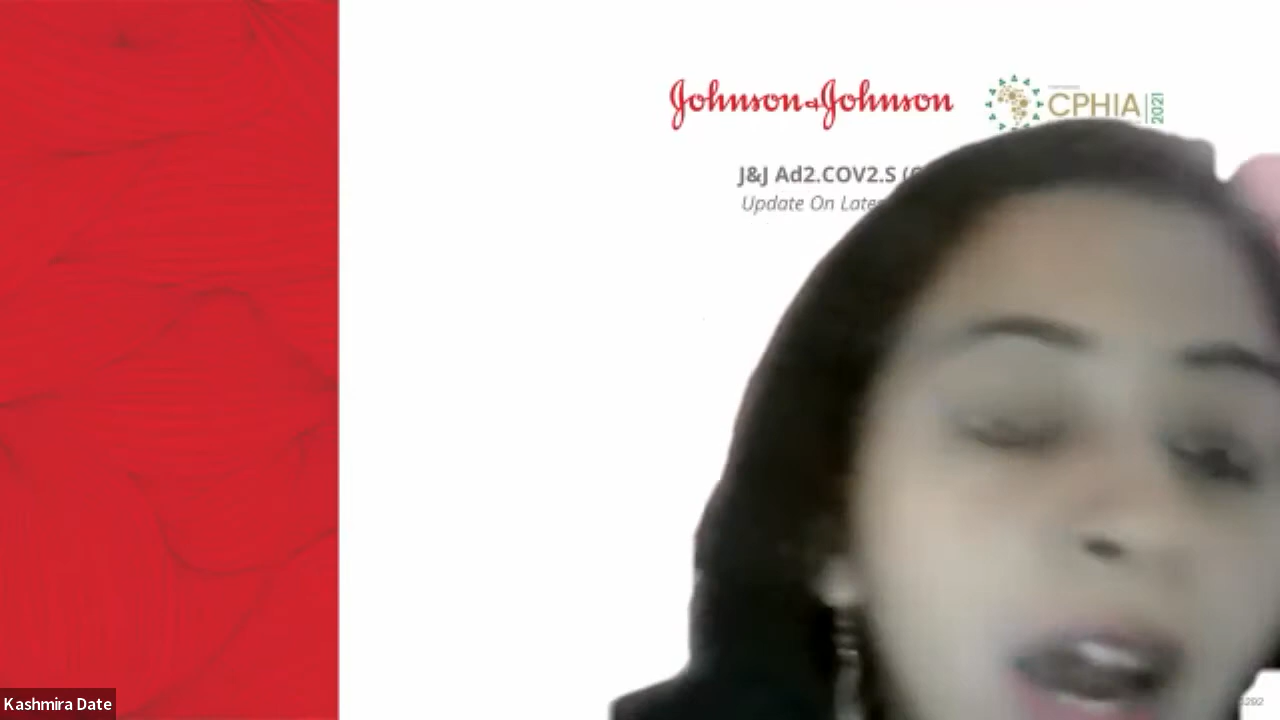 Johnson & Johnson
CPHIA 2021
J&J Ad2.COV2.S
Update On Late
Kashmira Date